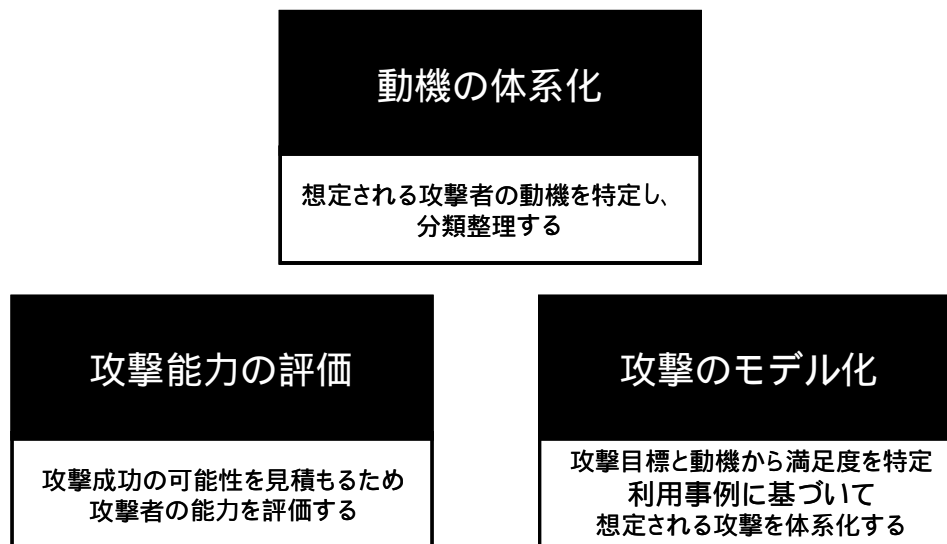 動機の体系化
想定される攻撃者の動機を特定し、
分類整理する
攻撃能力の評価
攻撃成功の可能性を見積もるため
攻撃者の能力を評価する
攻撃のモデル化
攻撃目標と動機から満足度を特定
利用事例に基づいて
想定される攻撃を体系化する